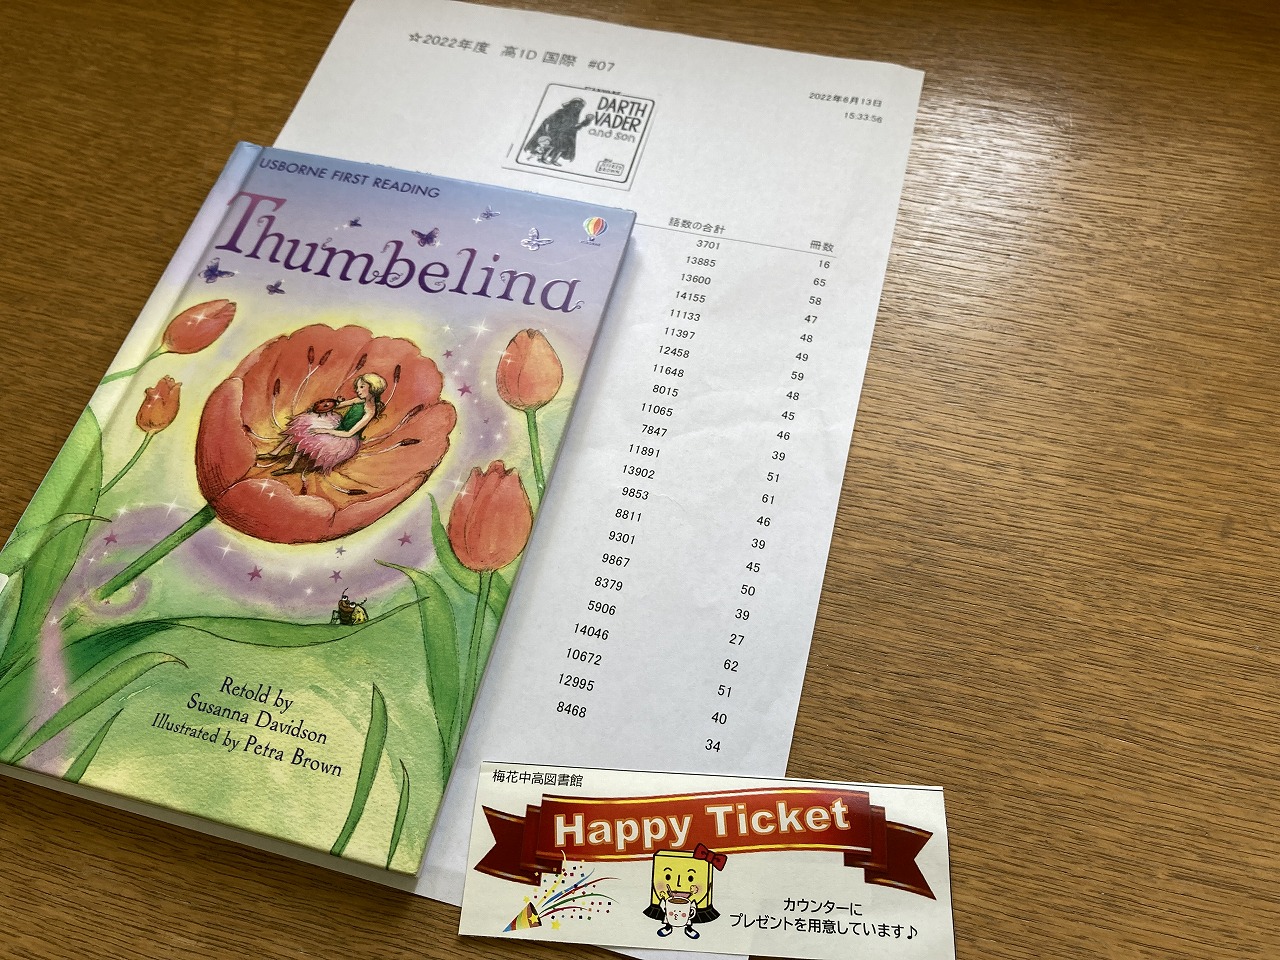 ☆2022年度 高1D 国際 #07
2022年6月13日
15:33:56
DARTH
VADER
and son
BY
JEFFREY
BROWN
語数の合計 冊数
3701 16
13885 65
13600 58
14155 47
11133 48
11397 49
12458 59
11648 48
8015 45
11065 46
7847 39
11891 51
13902 61
9853 46
8811 39
9301 45
9867 50
8379 39
5906 27
14046 62
10672 51
12995 40
8468 34
USBORNE FIRST READING
Thumbelina
Retold by
Susanna Davidson
Illustrated by Petra Brown
梅花中高図書館
Happy Ticket
カウンターに
プレゼントを用意しています♪